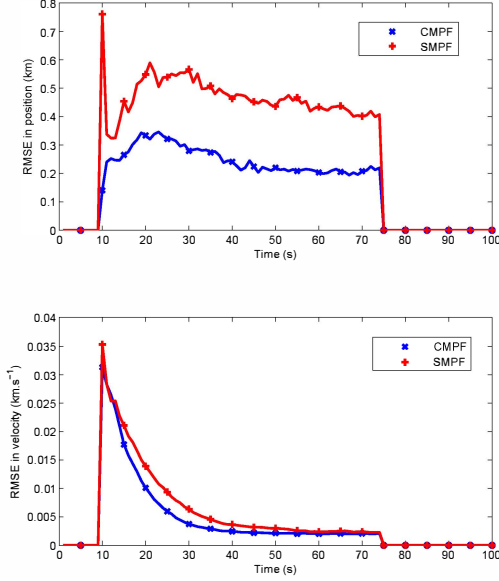 0.8
0.7
0.6
0.5
0.4
0.3
0.2
0.1
0
RMSE in position (km)
CMPF
SMPF
10 20 30 40 50 60 70 80 90 100
Time (s)
0.04
0.035
0.03
0.025
0.02
0.015
0.01
0.005
0
RMSE in velocity (km.s⁻¹)
CMPF
SMPF
0 10 20 30 40 50 60 70 80 90 100
Time (s)